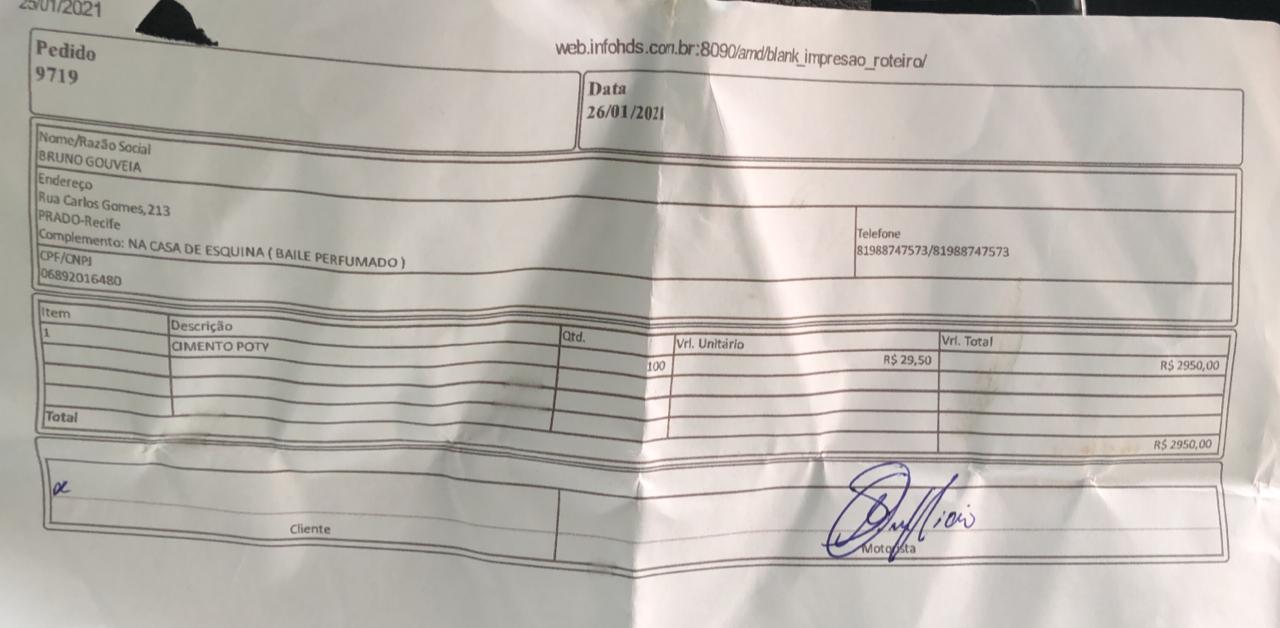 25/01/2021
web.infohds.com.br:8090/amd/blank_impresao_roteiro/
Pedido
9719
Data
26/01/2021
Nome/Razão Social
BRUNO GOUVEIA
Endereço
Rua Carlos Gomes,213
PRADO-Recife
Complemento: NA CASA DE ESQUINA ( BAILE PERFUMADO )
Telefone
81988747573/81988747573
CPF/CNPJ
06892016480
Item Descrição Qtd. Vrl. Unitário Vrl. Total
1 CIMENTO POTY 100 R$ 29,50 R$ 2950,00
Total R$ 2950,00
Cliente
Motorista